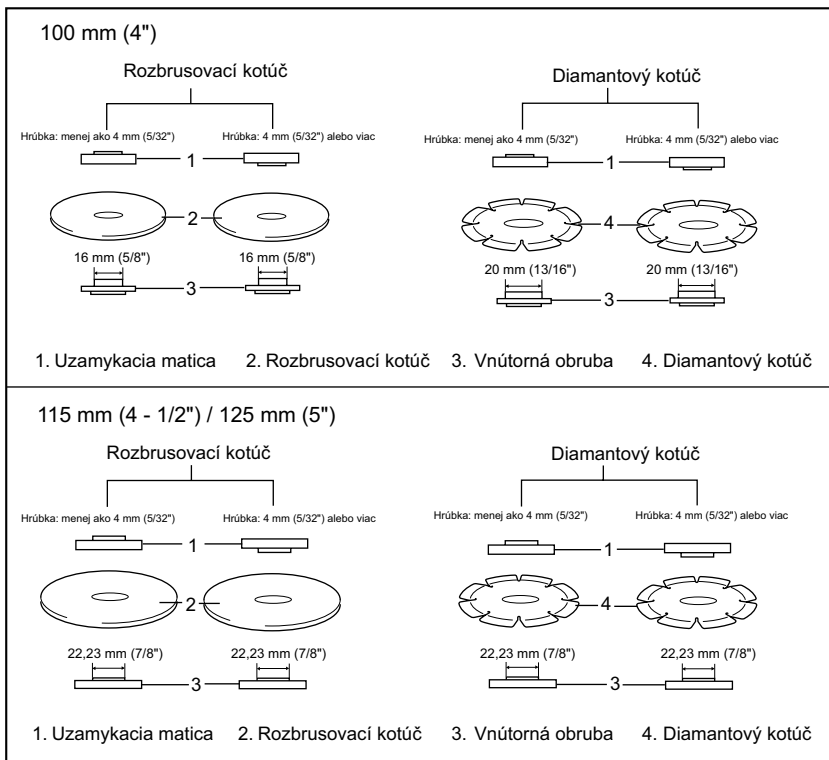 100 mm (4")
Rozbrusovací kotúč
Diamantový kotúč
Hrúbka: menej ako 4 mm (5/32")
Hrúbka: 4 mm (5/32") alebo viac
Hrúbka: menej ako 4 mm (5/32")
Hrúbka: 4 mm (5/32") alebo viac
1
1
2
4
16 mm (5/8")
16 mm (5/8")
20 mm (13/16")
20 mm (13/16")
3
3
1. Uzamykacia matica 2. Rozbrusovací kotúč 3. Vnútorná obruba 4. Diamantový kotúč
115 mm (4 - 1/2") / 125 mm (5")
Rozbrusovací kotúč
Diamantový kotúč
Hrúbka: menej ako 4 mm (5/32")
Hrúbka: 4 mm (5/32") alebo viac
Hrúbka: menej ako 4 mm (5/32")
Hrúbka: 4 mm (5/32") alebo viac
1
1
2
4
22,23 mm (7/8")
22,23 mm (7/8")
22,23 mm (7/8")
22,23 mm (7/8")
3
3
1. Uzamykacia matica 2. Rozbrusovací kotúč 3. Vnútorná obruba 4. Diamantový kotúč